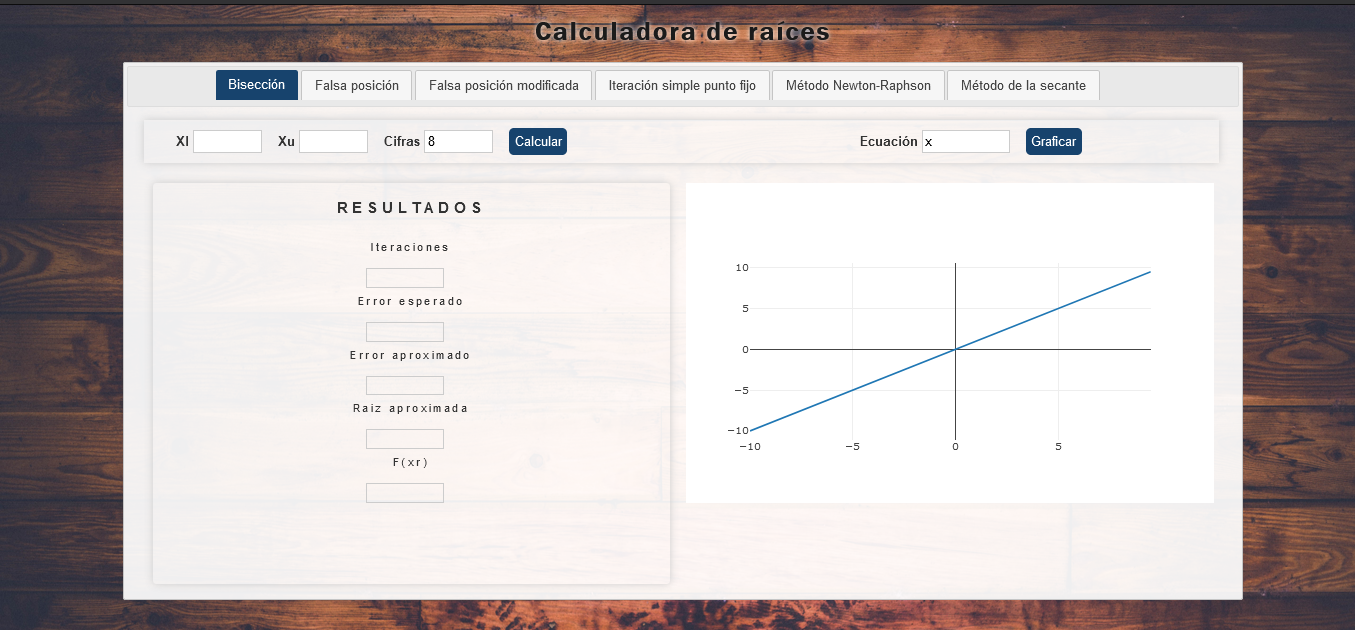 Calculadora de raíces
Bisección Falsa posición Falsa posición modificada Iteración simple punto fijo Método Newton-Raphson Método de la secante
Xl Xu Cifras 8 Calcular Ecuación x Graficar
RESULTADOS
Iteraciones
Error esperado
Error aproximado
Raiz aproximada
F(xr)
10
5
0
−5
−10
−10 −5 0 5